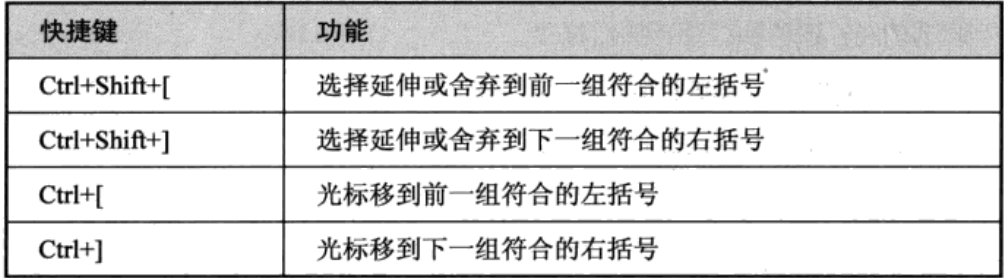 快捷键 功能
Ctrl+Shift+[ 选择延伸或舍弃到前一组符合的左括号
Ctrl+Shift+] 选择延伸或舍弃到下一组符合的右括号
Ctrl+[ 光标移到前一组符合的左括号
Ctrl+] 光标移到下一组符合的右括号